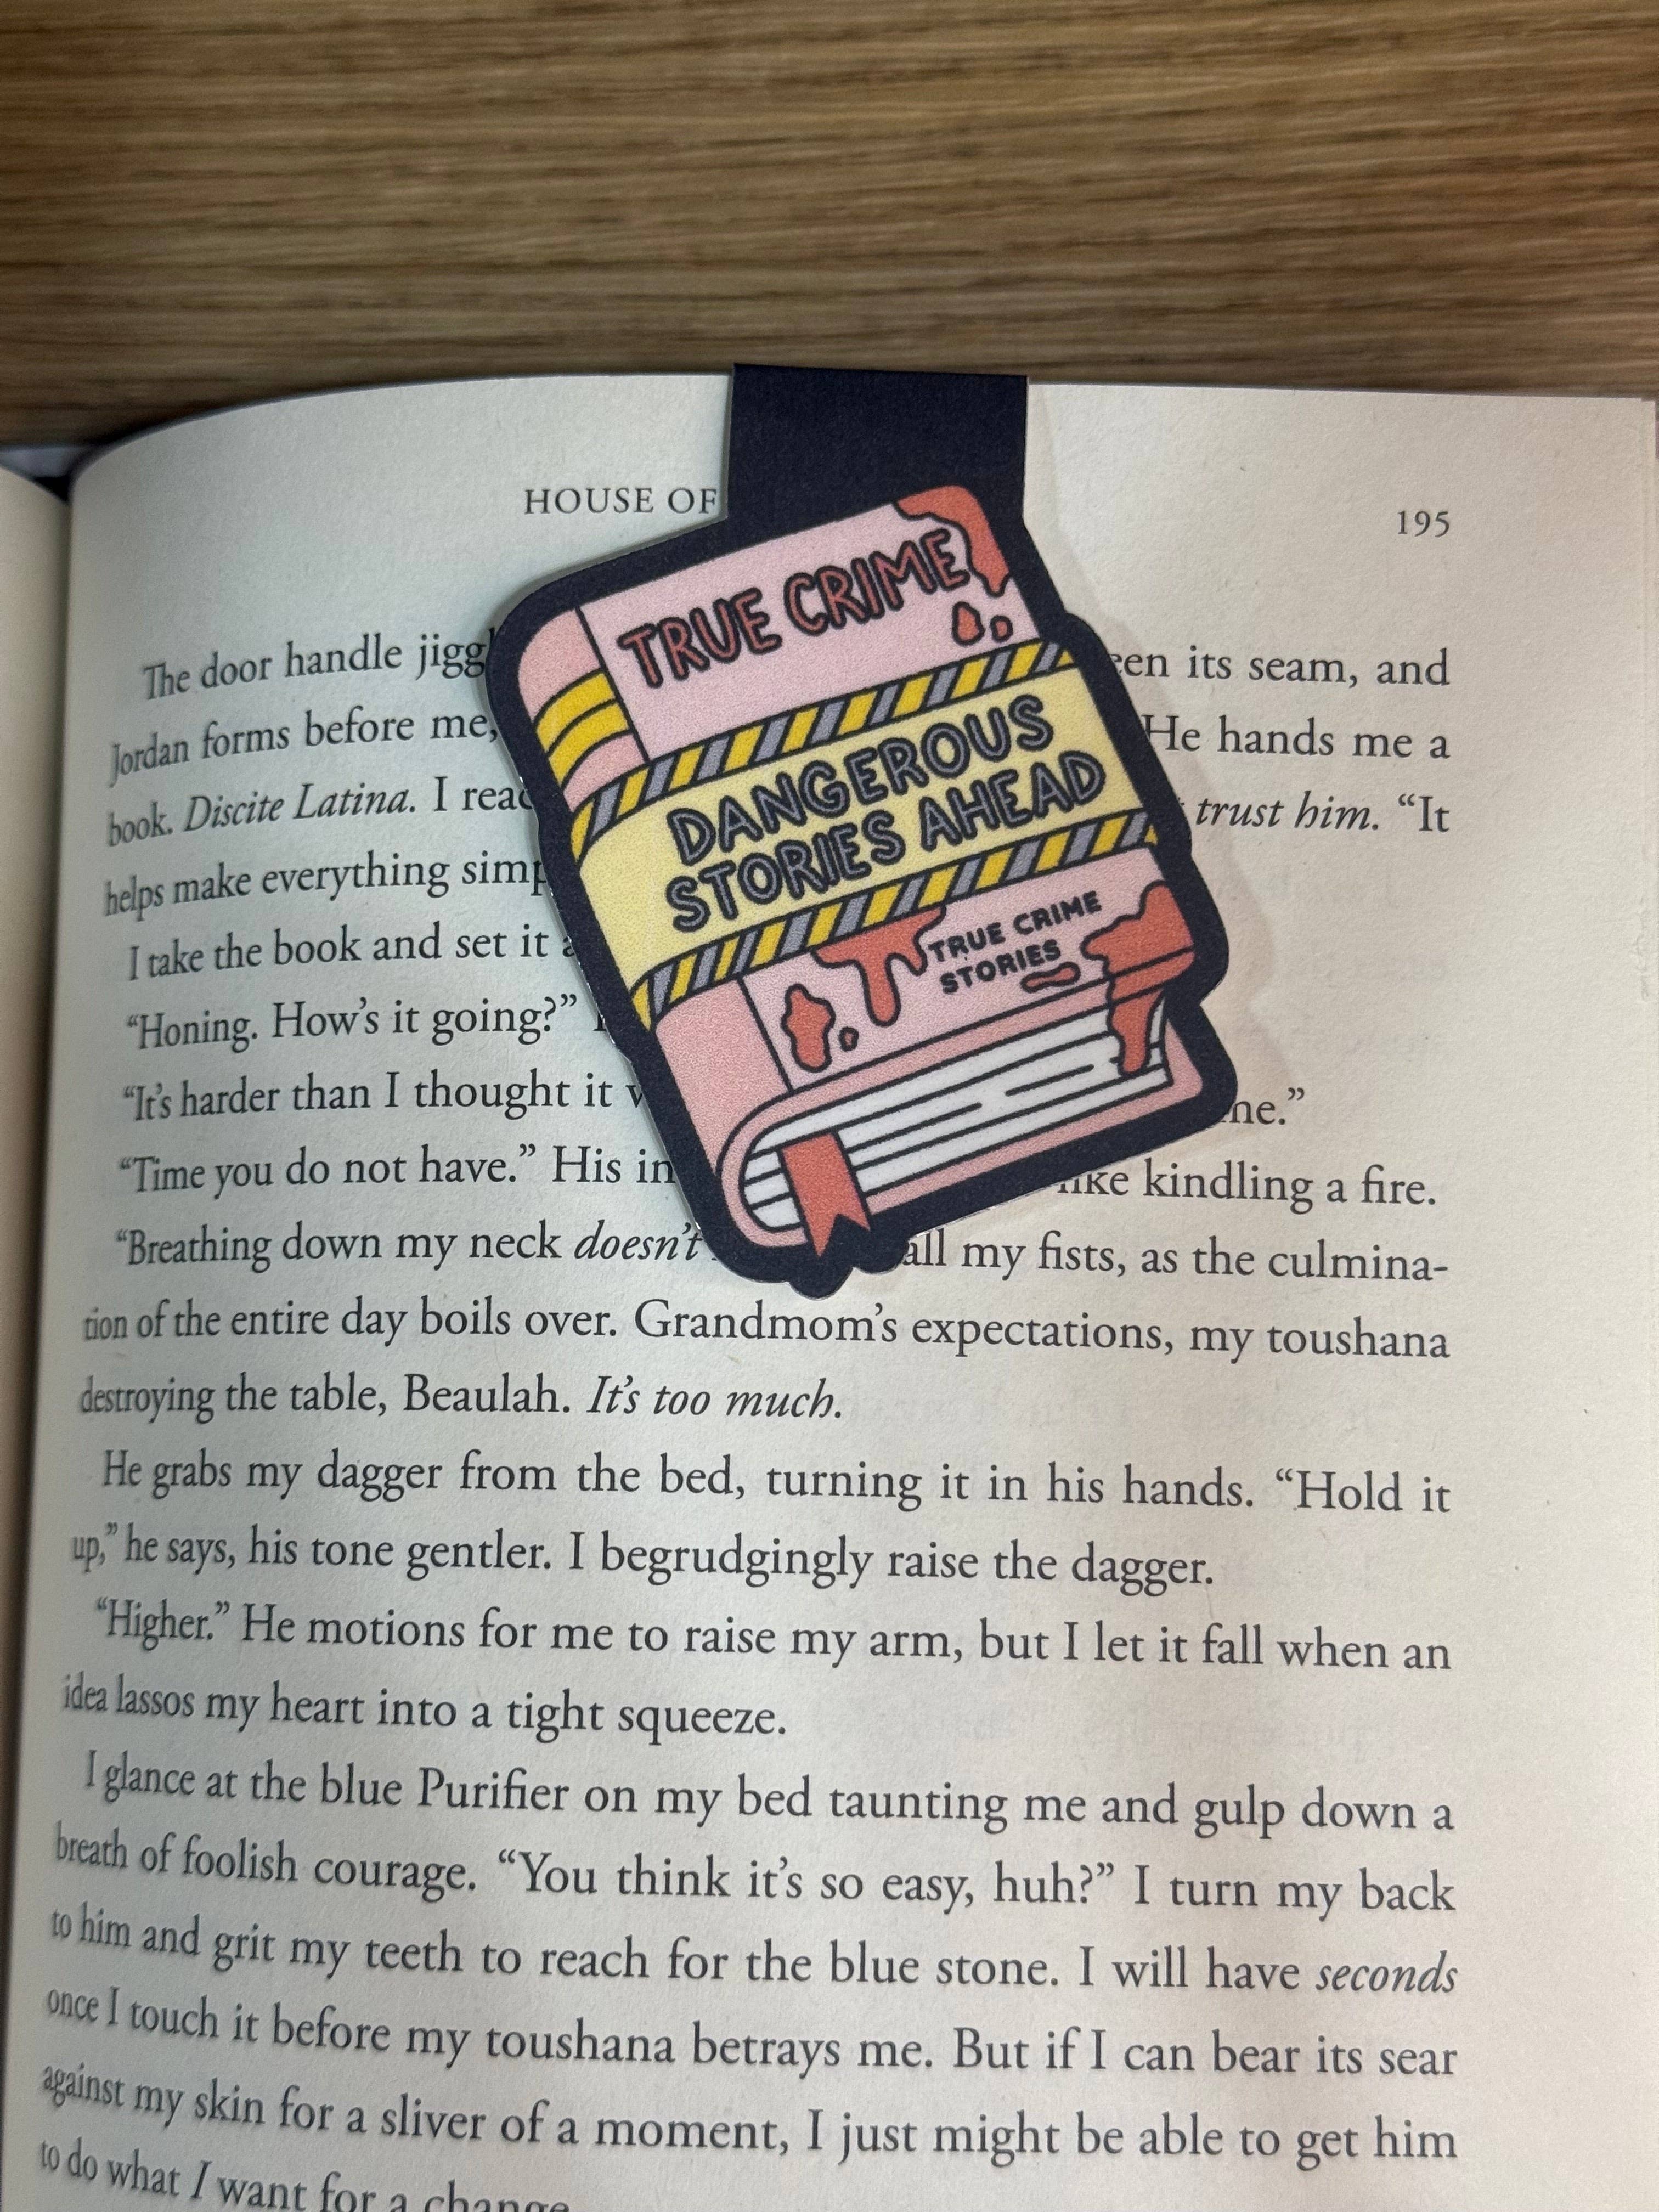 HOUSE OF
195
TRUE CRIME
DANGEROUS
STORIES AHEAD
TRUE CRIME
STORIES
The door handle jiggl een its seam, and
Jordan forms before me, He hands me a
book. Discite Latina. I read trust him. “It
helps make everything simp
I take the book and set it a
“Honing. How’s it going?”
“It’s harder than I thought it w me.”
“Time you do not have.” His in like kindling a fire.
“Breathing down my neck doesn’t all my fists, as the culmina-
tion of the entire day boils over. Grandmom’s expectations, my toushana
destroying the table, Beaulah. It’s too much.
He grabs my dagger from the bed, turning it in his hands. “Hold it
up,” he says, his tone gentler. I begrudgingly raise the dagger.
“Higher.” He motions for me to raise my arm, but I let it fall when an
idea lassos my heart into a tight squeeze.
I glance at the blue Purifier on my bed taunting me and gulp down a
breath of foolish courage. “You think it’s so easy, huh?” I turn my back
to him and grit my teeth to reach for the blue stone. I will have seconds
once I touch it before my toushana betrays me. But if I can bear its sear
against my skin for a sliver of a moment, I just might be able to get him
to do what I want for a change.